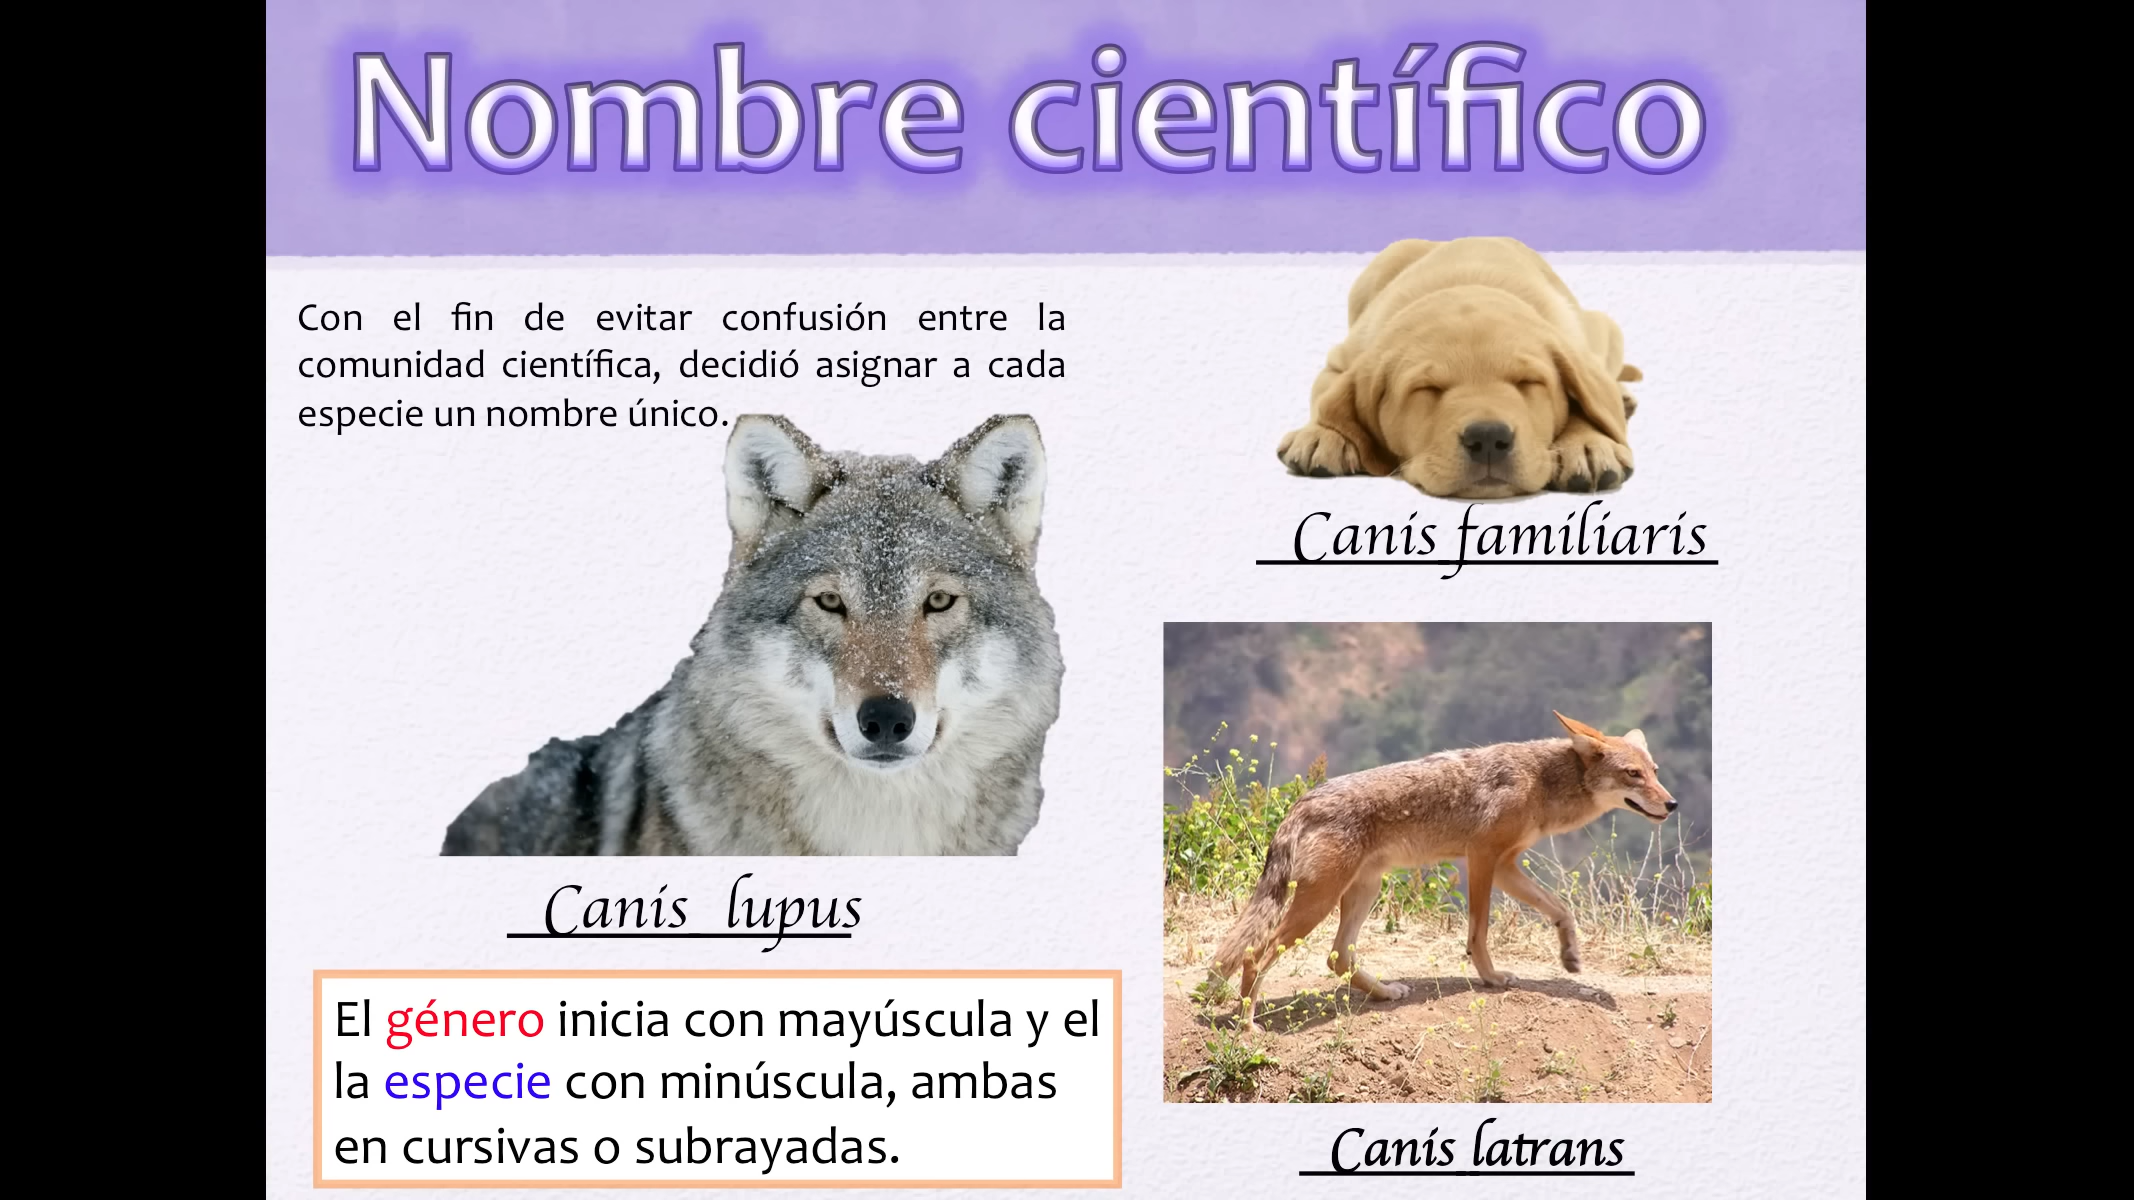 Nombre científico
Con el fin de evitar confusión entre la
comunidad científica, decidió asignar a cada
especie un nombre único.
Canis familiaris
Canis lupus
El género inicia con mayúscula y el
la especie con minúscula, ambas
en cursivas o subrayadas.
Canis latrans